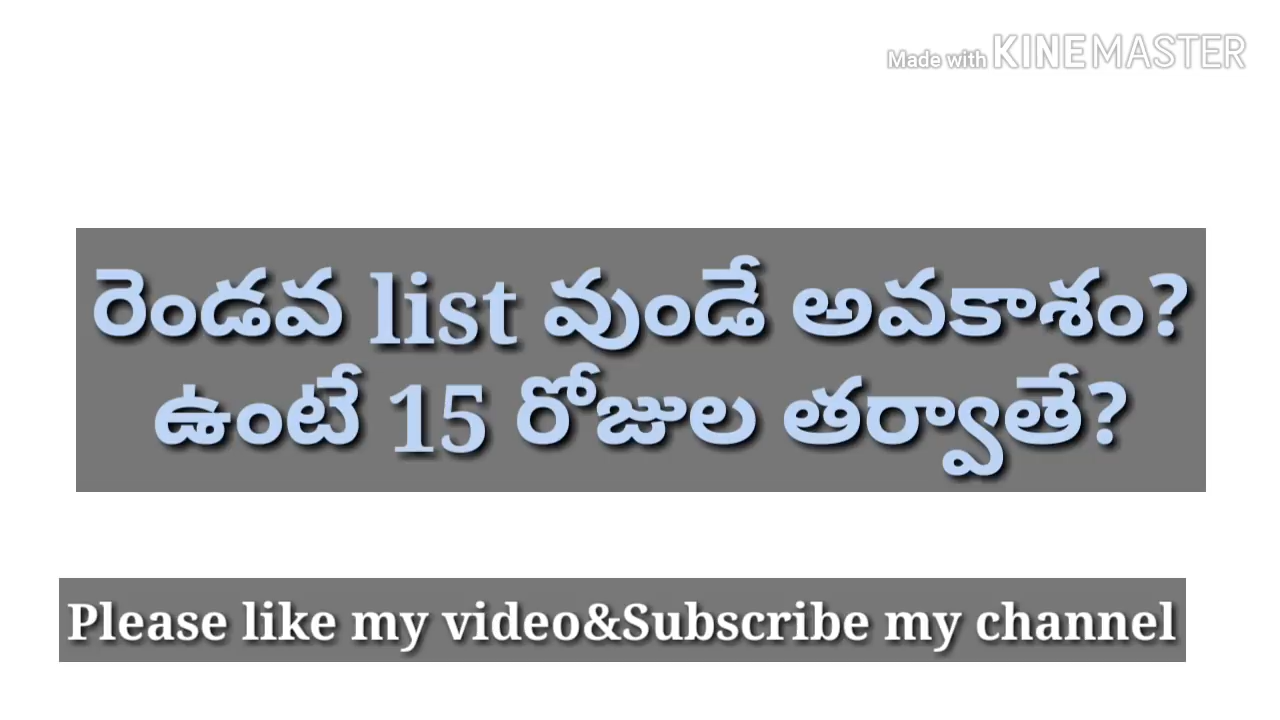 Made with KINEMASTER
రెండవ list వుండే అవకాశం?
ఉంటే 15 రోజుల తర్వాతే?
Please like my video&Subscribe my channel